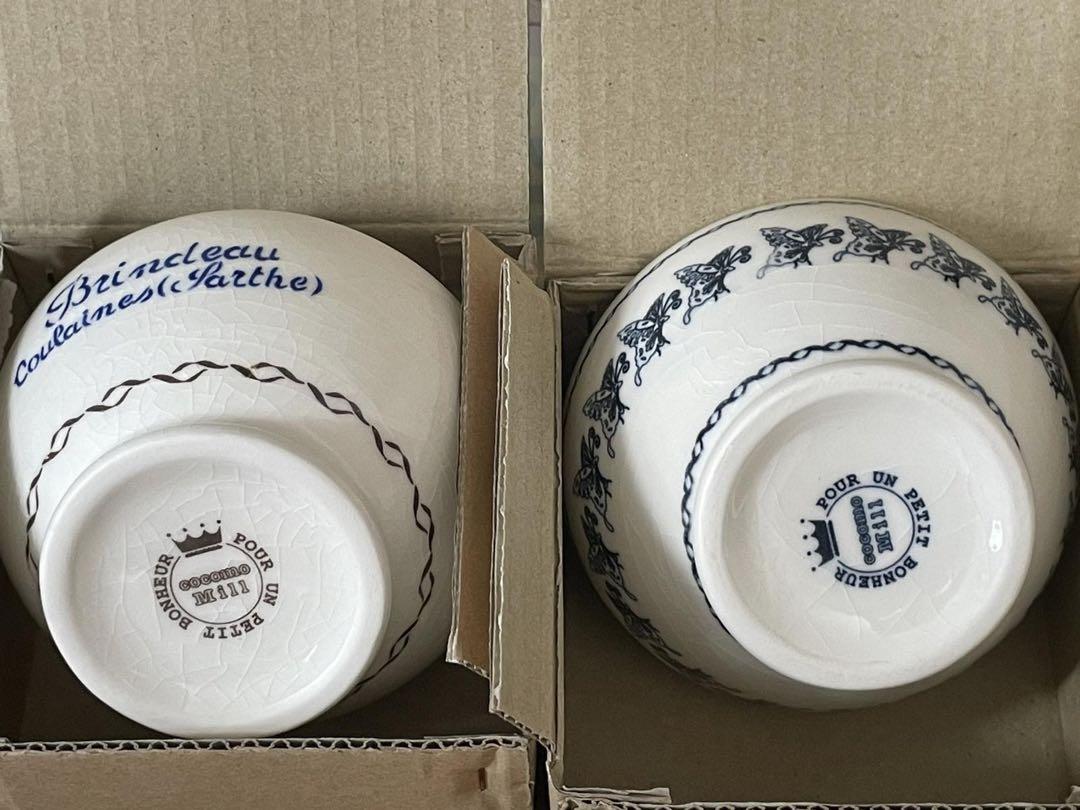 Brindeau
Coulaines (Sarthe)
POUR UN PETIT BONHEUR
cocomo
Mill
POUR UN PETIT BONHEUR
cocomo
Mill